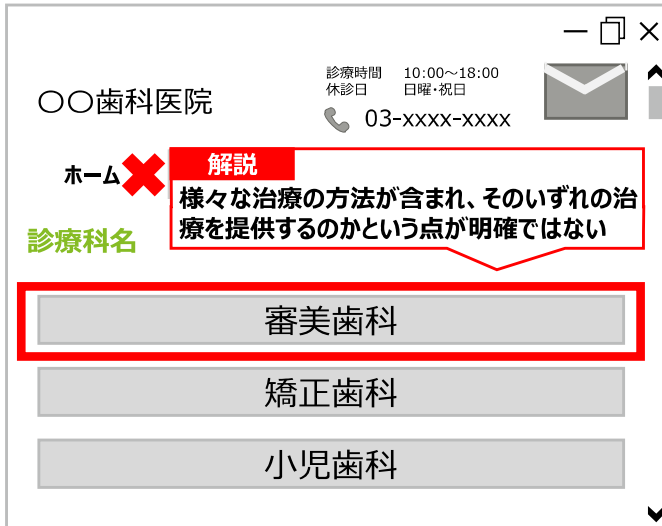 〇〇歯科医院
診療時間 10:00～18:00
休診日 日曜・祝日
03-xxxx-xxxx
ホーム
解説
様々な治療の方法が含まれ、そのいずれの治
療を提供するのかという点が明確ではない
診療科名
審美歯科
矯正歯科
小児歯科